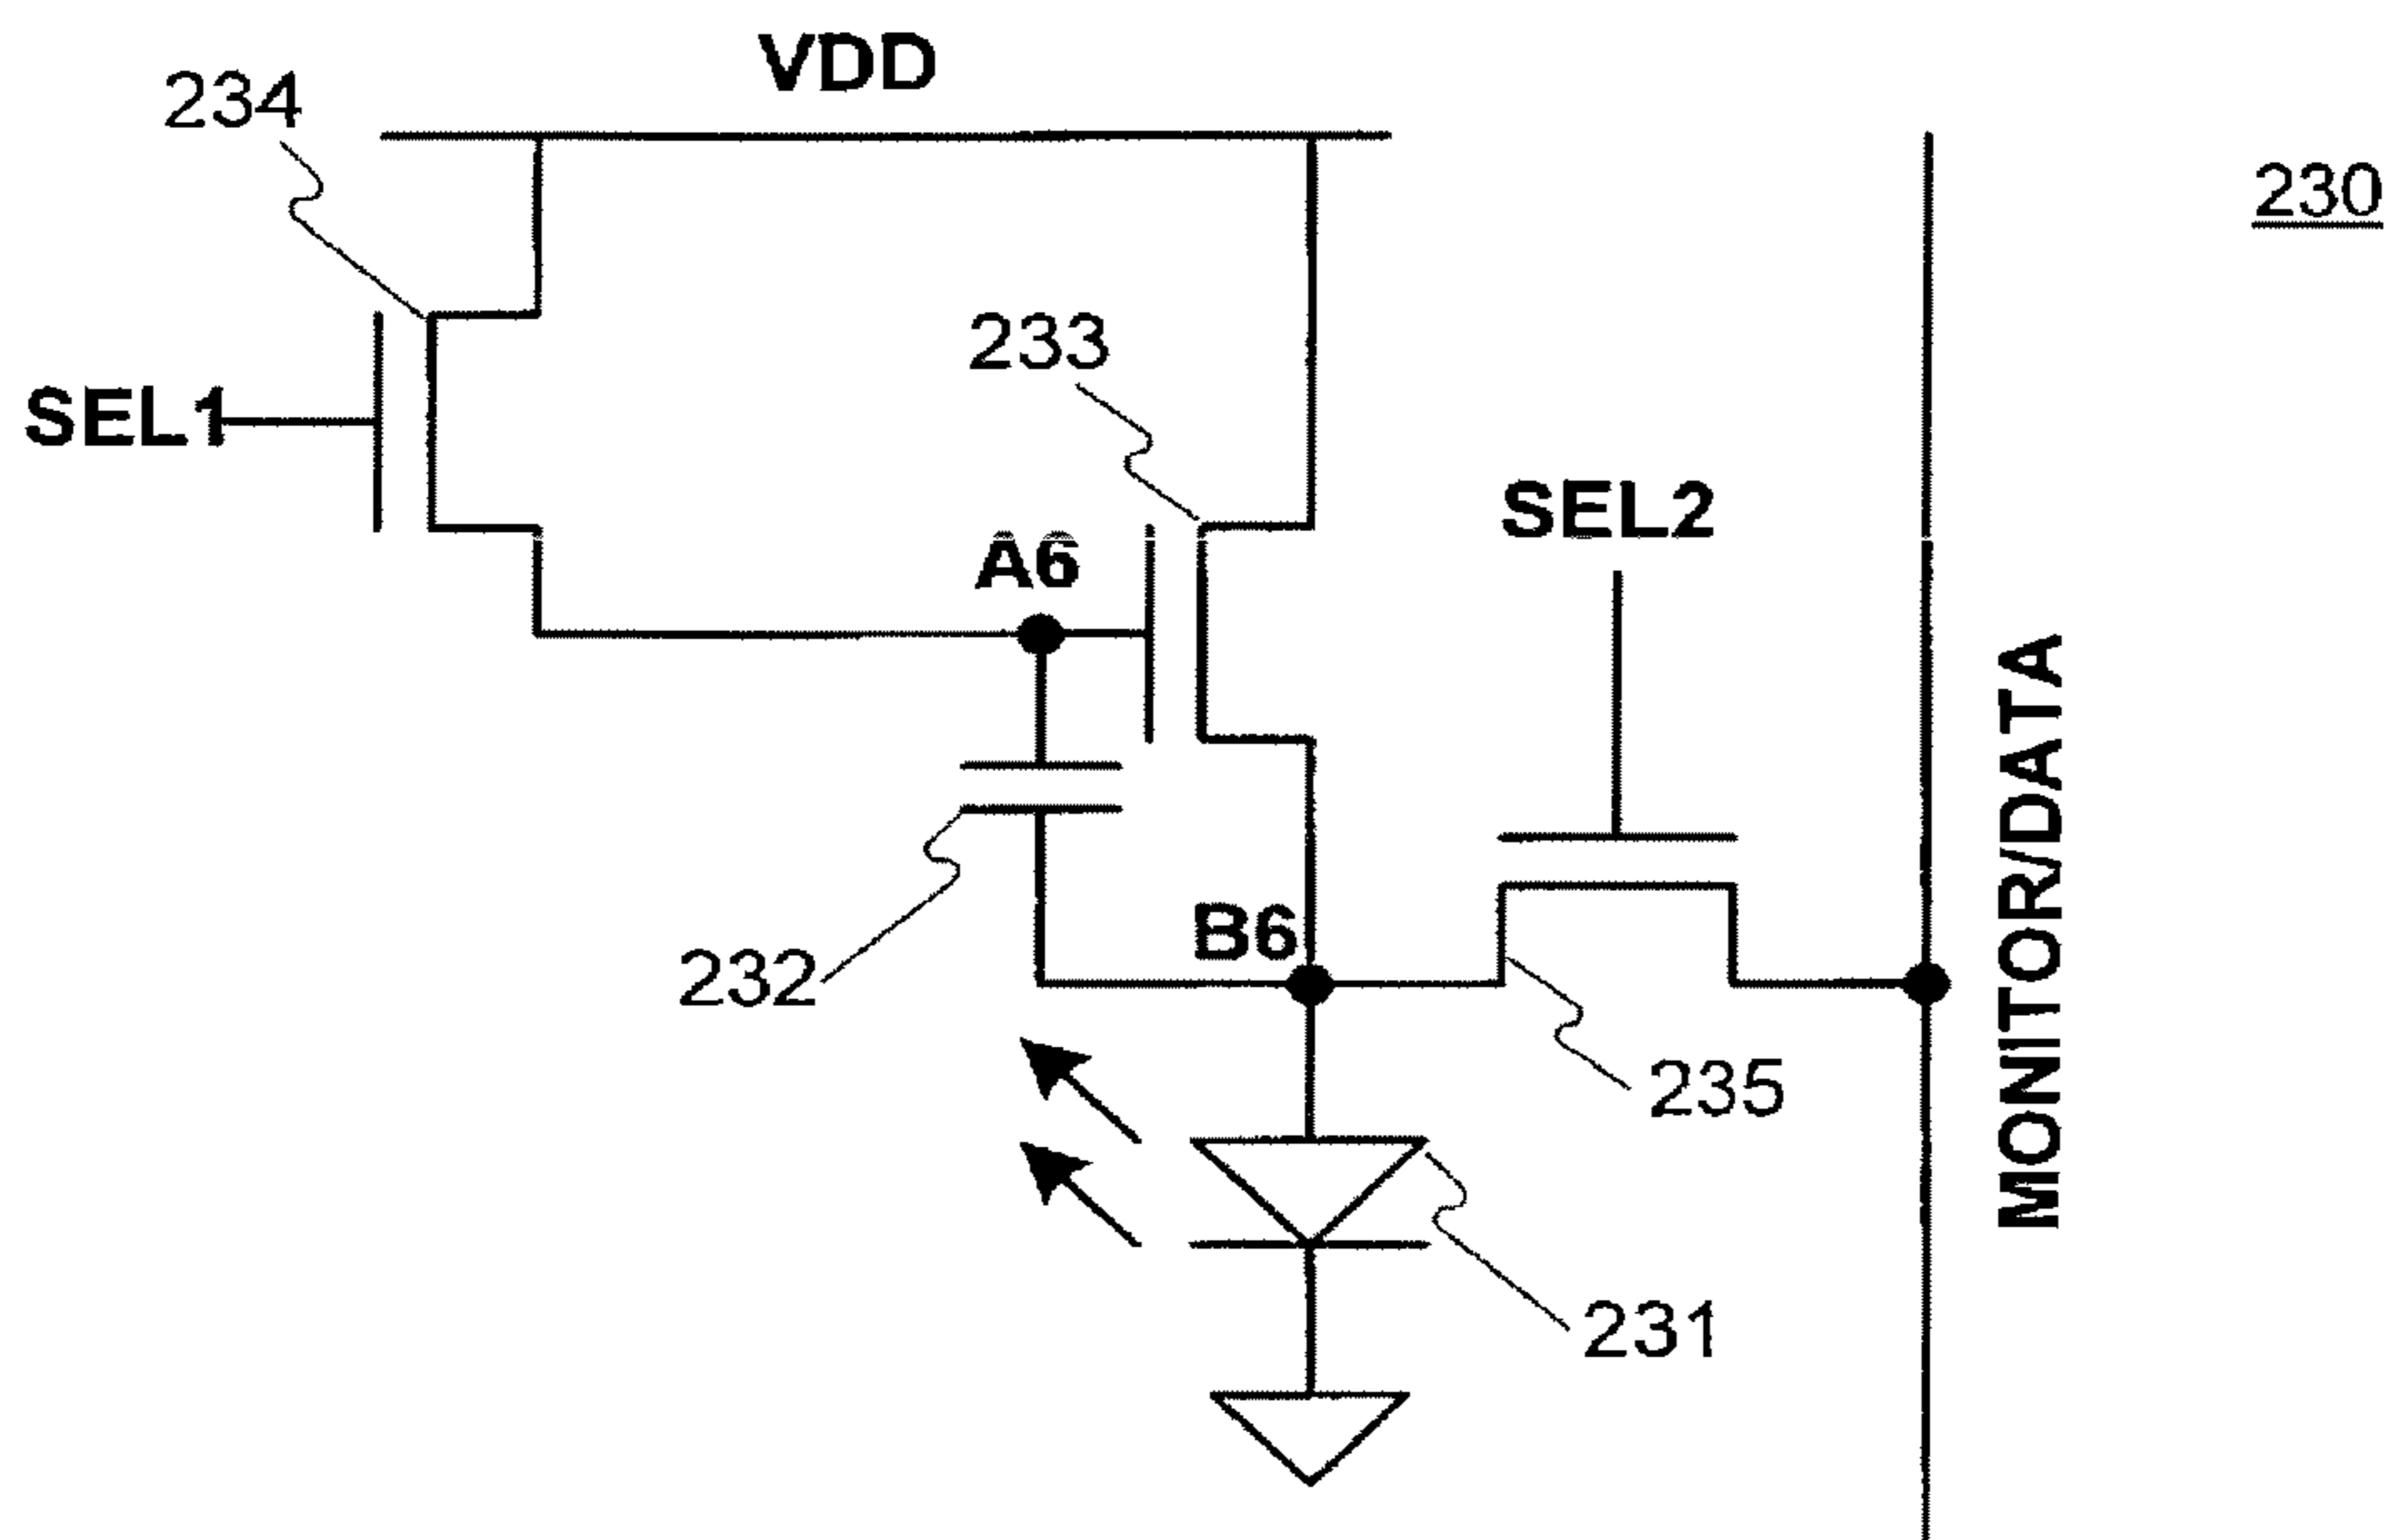 VDD
234
230
233
SEL1
SEL2
A6
MONITOR/DATA
B6
232
235
231